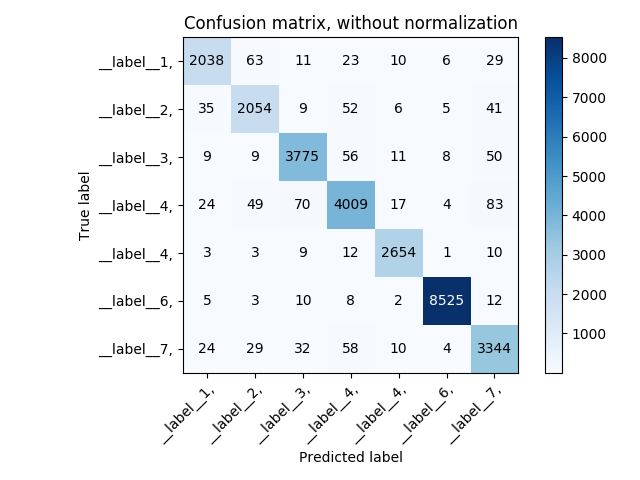 Confusion matrix, without normalization
__label__1, 2038 63 11 23 10 6 29
__label__2, 35 2054 9 52 6 5 41
__label__3, 9 9 3775 56 11 8 50
__label__4, 24 49 70 4009 17 4 83
__label__4, 3 3 9 12 2654 1 10
__label__6, 5 3 10 8 2 8525 12
__label__7, 24 29 32 58 10 4 3344
__label__1, __label__2, __label__3, __label__4, __label__4, __label__6, __label__7,
True label
Predicted label
8000
7000
6000
5000
4000
3000
2000
1000